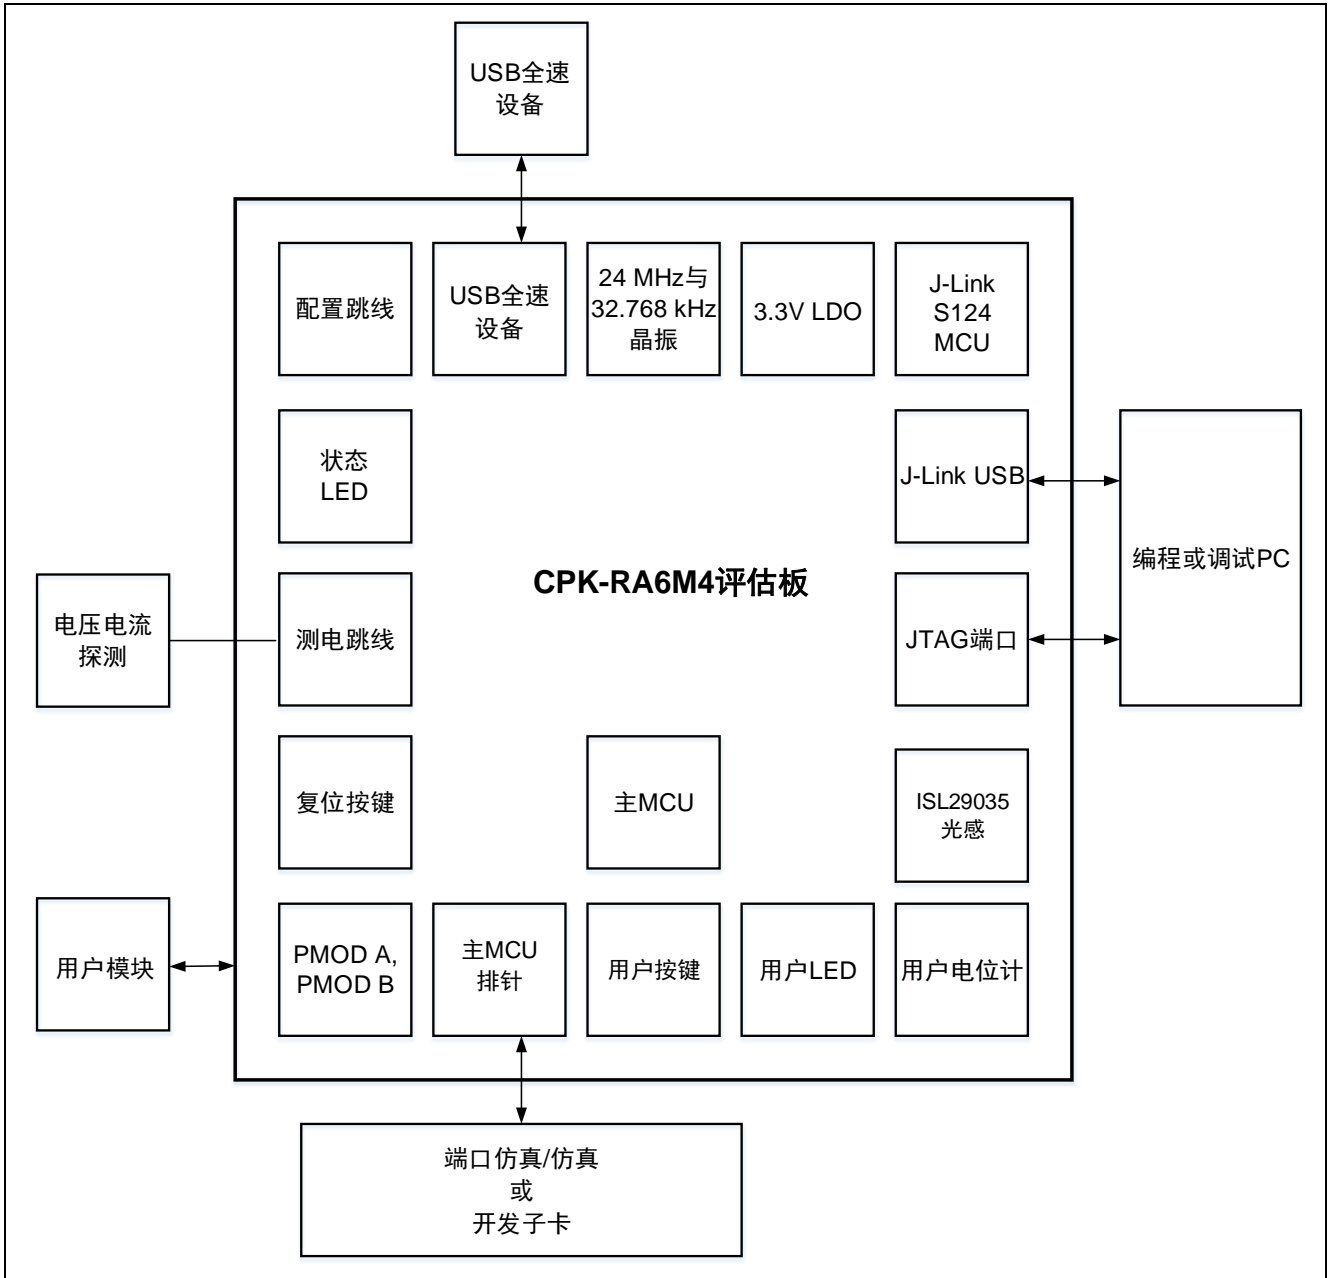 USB全速
设备
配置跳线
USB全速
设备
24 MHz与
32.768 kHz
晶振
3.3V LDO
J-Link
S124
MCU
状态
LED
J-Link USB
编程或调试PC
CPK-RA6M4评估板
电压电流
探测
测电跳线
JTAG端口
复位按键
主MCU
ISL29035
光感
用户模块
PMOD A,
PMOD B
主MCU
排针
用户按键
用户LED
用户电位计
端口仿真/仿真
或
开发子卡